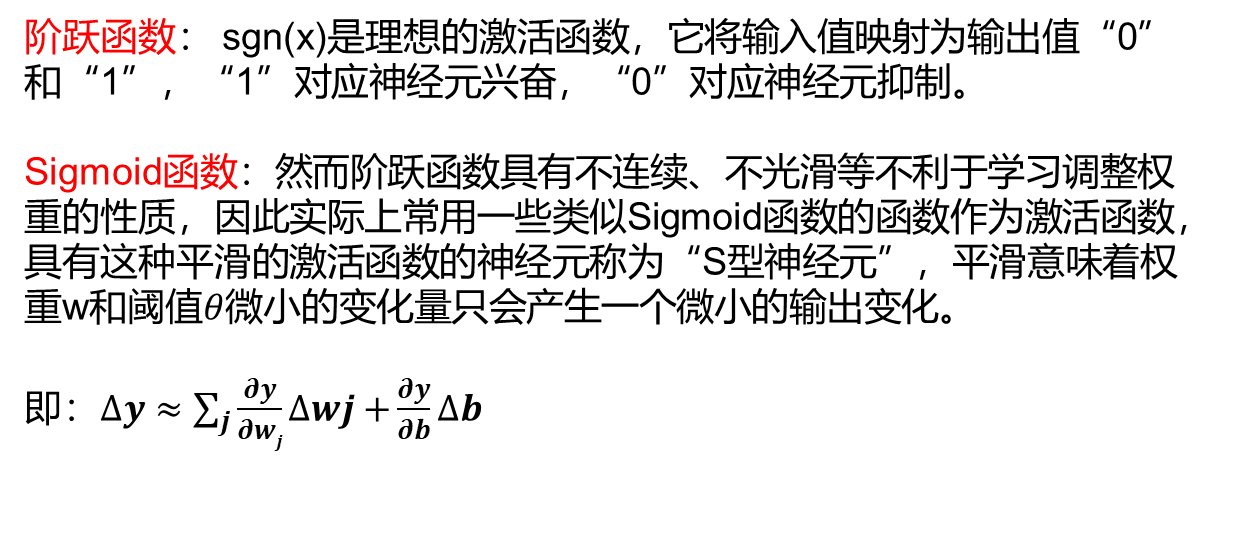 阶跃函数： sgn(x)是理想的激活函数，它将输入值映射为输出值“0”
和“1”，“1”对应神经元兴奋，“0”对应神经元抑制。
Sigmoid函数：然而阶跃函数具有不连续、不光滑等不利于学习调整权
重的性质，因此实际上常用一些类似Sigmoid函数的函数作为激活函数，
具有这种平滑的激活函数的神经元称为“S型神经元”，平滑意味着权
重w和阈值θ微小的变化量只会产生一个微小的输出变化。
即：Δy ≈ ∑_j ∂y/∂w_j Δwj + ∂y/∂b Δb